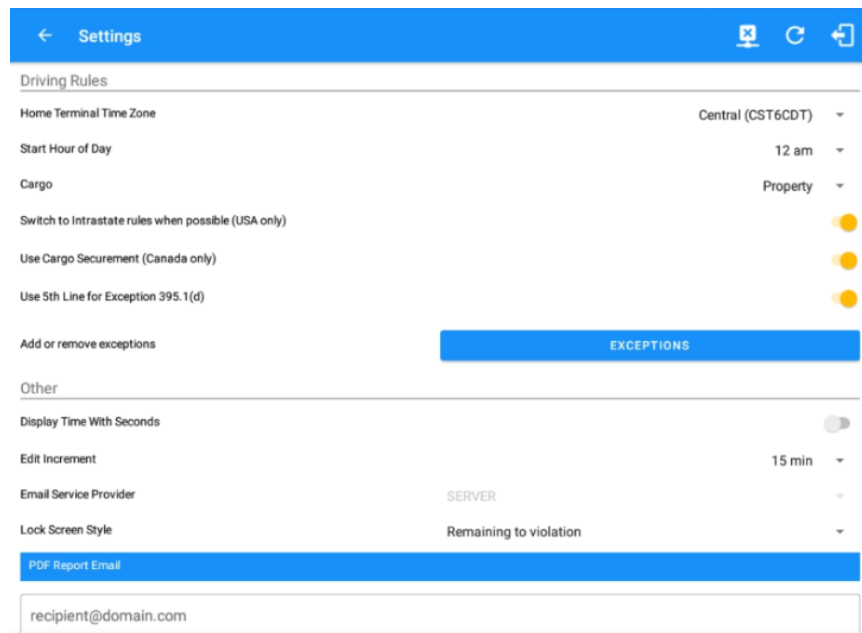 Settings
Driving Rules
Home Terminal Time Zone Central (CST6CDT)
Start Hour of Day 12 am
Cargo Property
Switch to Intrastate rules when possible (USA only)
Use Cargo Securement (Canada only)
Use 5th Line for Exception 395.1(d)
Add or remove exceptions EXCEPTIONS
Other
Display Time With Seconds
Edit Increment 15 min
Email Service Provider SERVER
Lock Screen Style Remaining to violation
PDF Report Email
recipient@domain.com